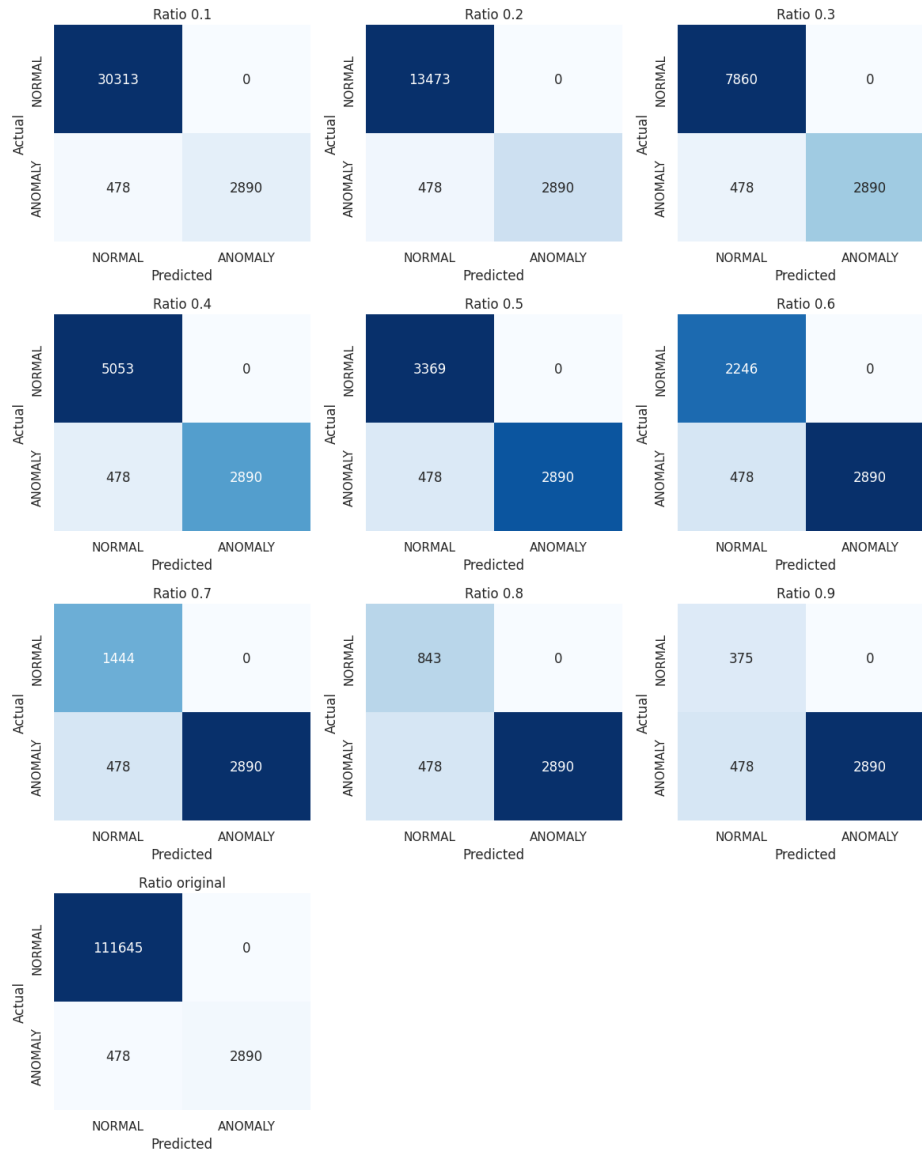 Ratio 0.1
Actual
NORMAL
ANOMALY
30313
0
478
2890
NORMAL
ANOMALY
Predicted
Ratio 0.2
Actual
NORMAL
ANOMALY
13473
0
478
2890
NORMAL
ANOMALY
Predicted
Ratio 0.3
Actual
NORMAL
ANOMALY
7860
0
478
2890
NORMAL
ANOMALY
Predicted
Ratio 0.4
Actual
NORMAL
ANOMALY
5053
0
478
2890
NORMAL
ANOMALY
Predicted
Ratio 0.5
Actual
NORMAL
ANOMALY
3369
0
478
2890
NORMAL
ANOMALY
Predicted
Ratio 0.6
Actual
NORMAL
ANOMALY
2246
0
478
2890
NORMAL
ANOMALY
Predicted
Ratio 0.7
Actual
NORMAL
ANOMALY
1444
0
478
2890
NORMAL
ANOMALY
Predicted
Ratio 0.8
Actual
NORMAL
ANOMALY
843
0
478
2890
NORMAL
ANOMALY
Predicted
Ratio 0.9
Actual
NORMAL
ANOMALY
375
0
478
2890
NORMAL
ANOMALY
Predicted
Ratio original
Actual
NORMAL
ANOMALY
111645
0
478
2890
NORMAL
ANOMALY
Predicted